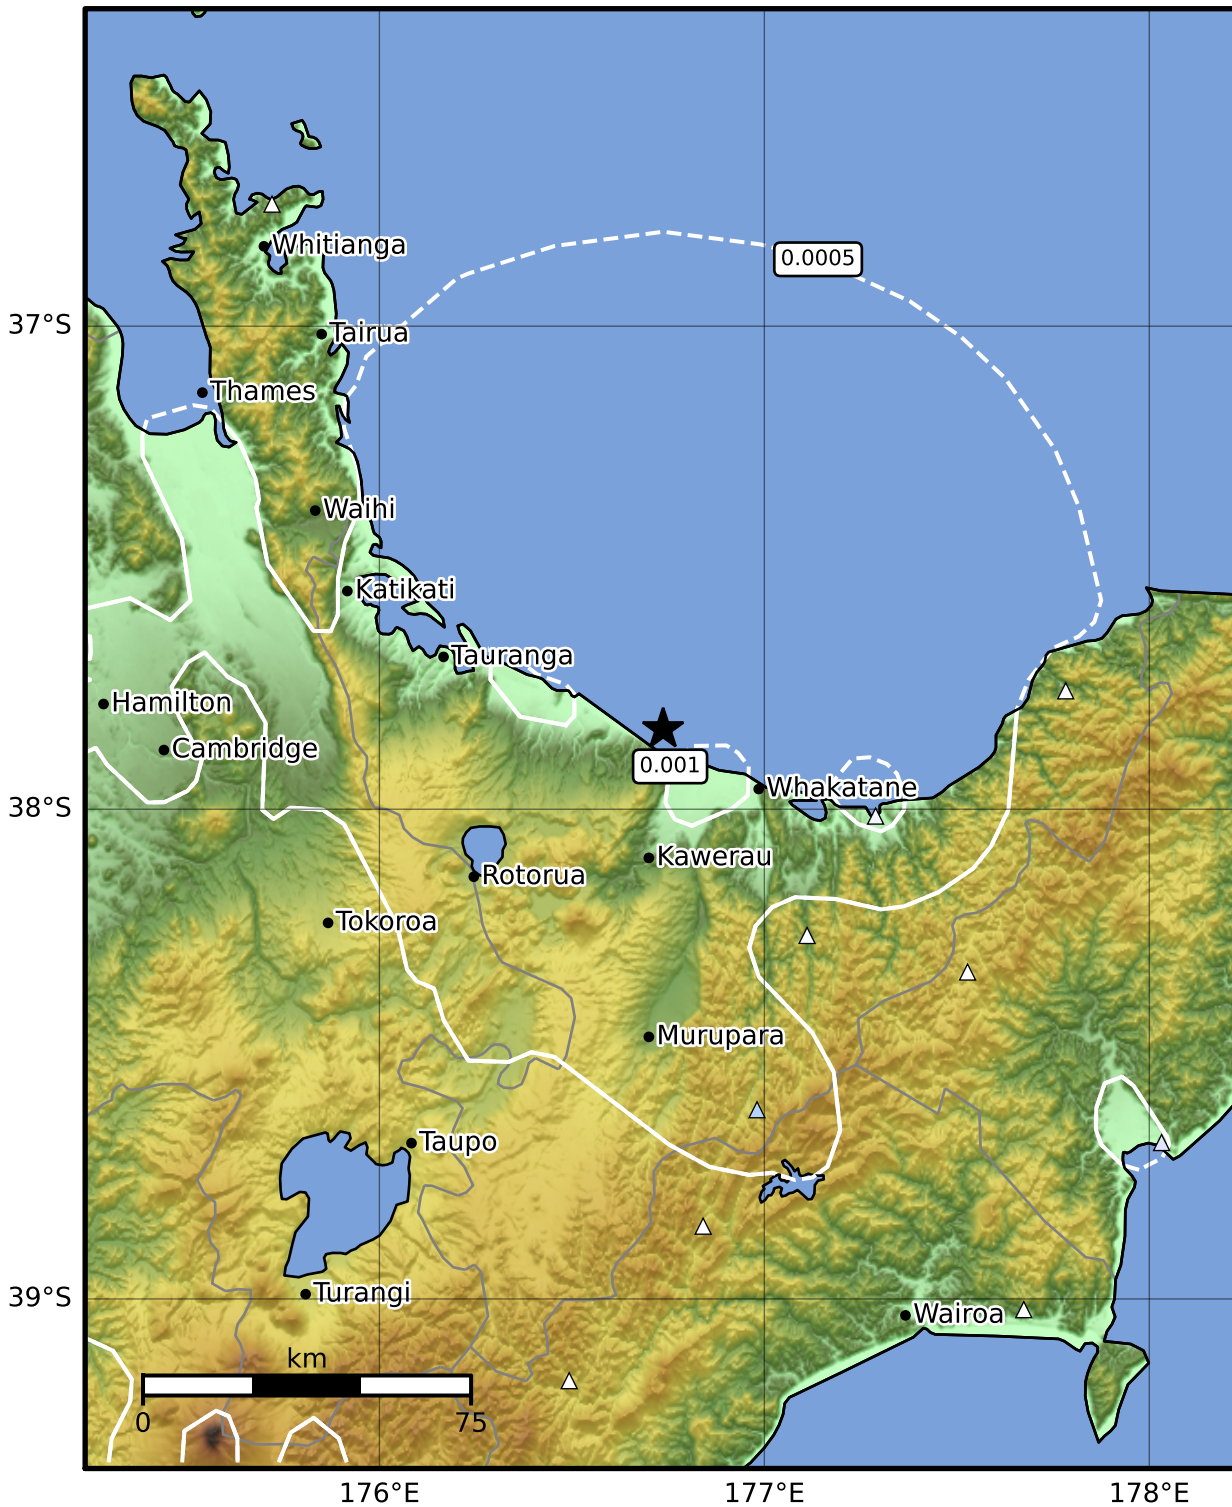 Whitianga
0.0005
37°S
Tairua
Thames
Waihi
Katikati
Tauranga
Hamilton
Cambridge
0.001
Whakatane
38°S
Kawerau
Rotorua
Tokoroa
Murupara
Taupo
Turangi
39°S
Wairoa
km
0 75
176°E 177°E 178°E